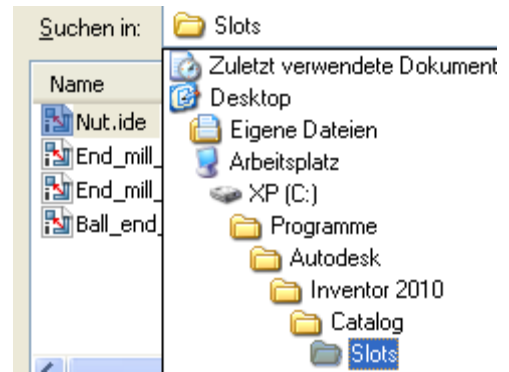 Suchen in: Slots
Name
Nut.ide
End_mill_
End_mill_
Ball_end_
Zuletzt verwendete Dokument
Desktop
Eigene Dateien
Arbeitsplatz
XP (C:)
Programme
Autodesk
Inventor 2010
Catalog
Slots